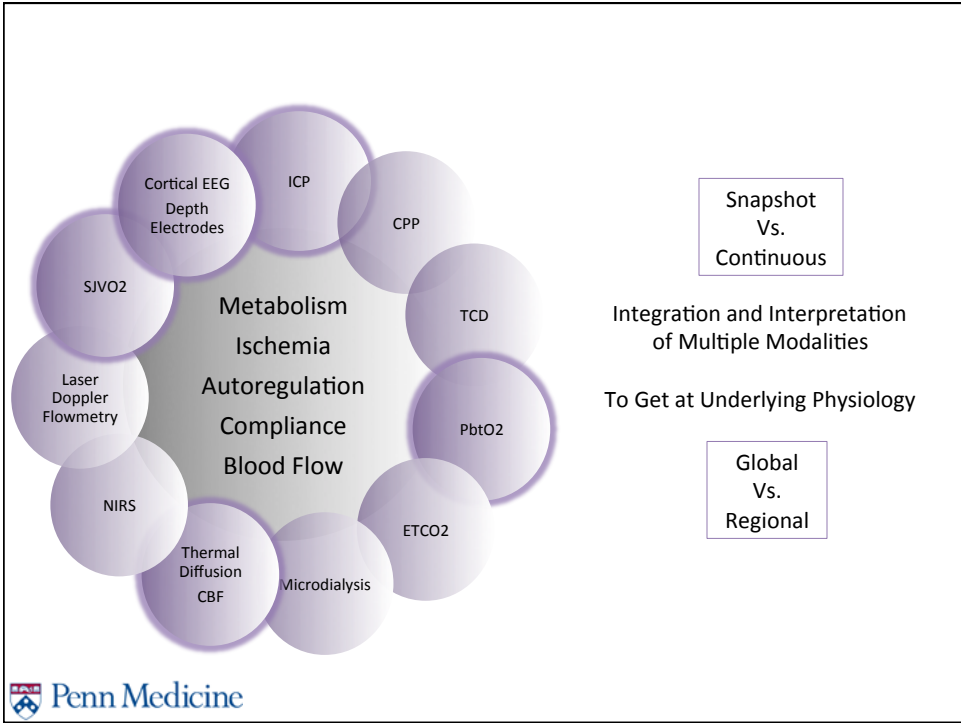 ICP
CPP
TCD
PbtO2
ETCO2
Microdialysis
Thermal
Diffusion
CBF
NIRS
Laser
Doppler
Flowmetry
SJVO2
Cortical EEG
Depth
Electrodes
Metabolism
Ischemia
Autoregulation
Compliance
Blood Flow
Snapshot
Vs.
Continuous
Integration and Interpretation
of Multiple Modalities
To Get at Underlying Physiology
Global
Vs.
Regional
Penn Medicine